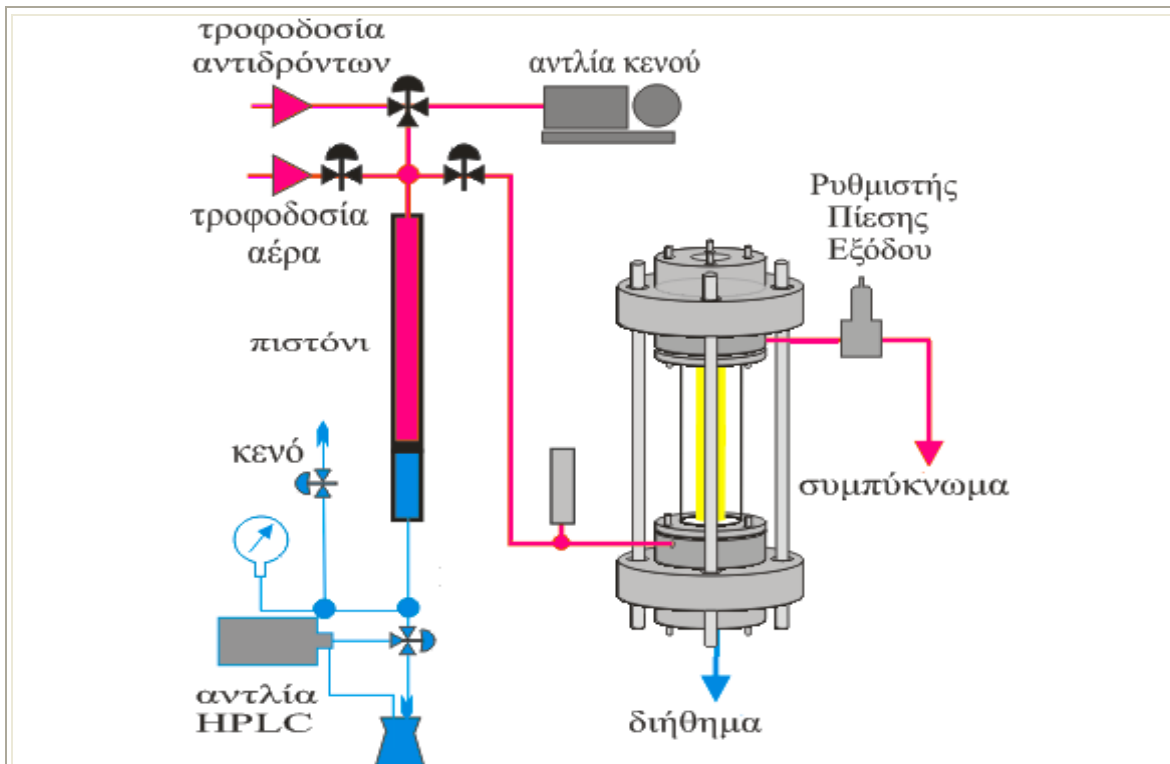 τροφοδοσία
αντιδρόντων
αντλία κενού
τροφοδοσία
αέρα
Ρυθμιστής
Πίεσης
Εξόδου
πιστόνι
κενό
συμπύκνωμα
αντλία
HPLC
διήθημα